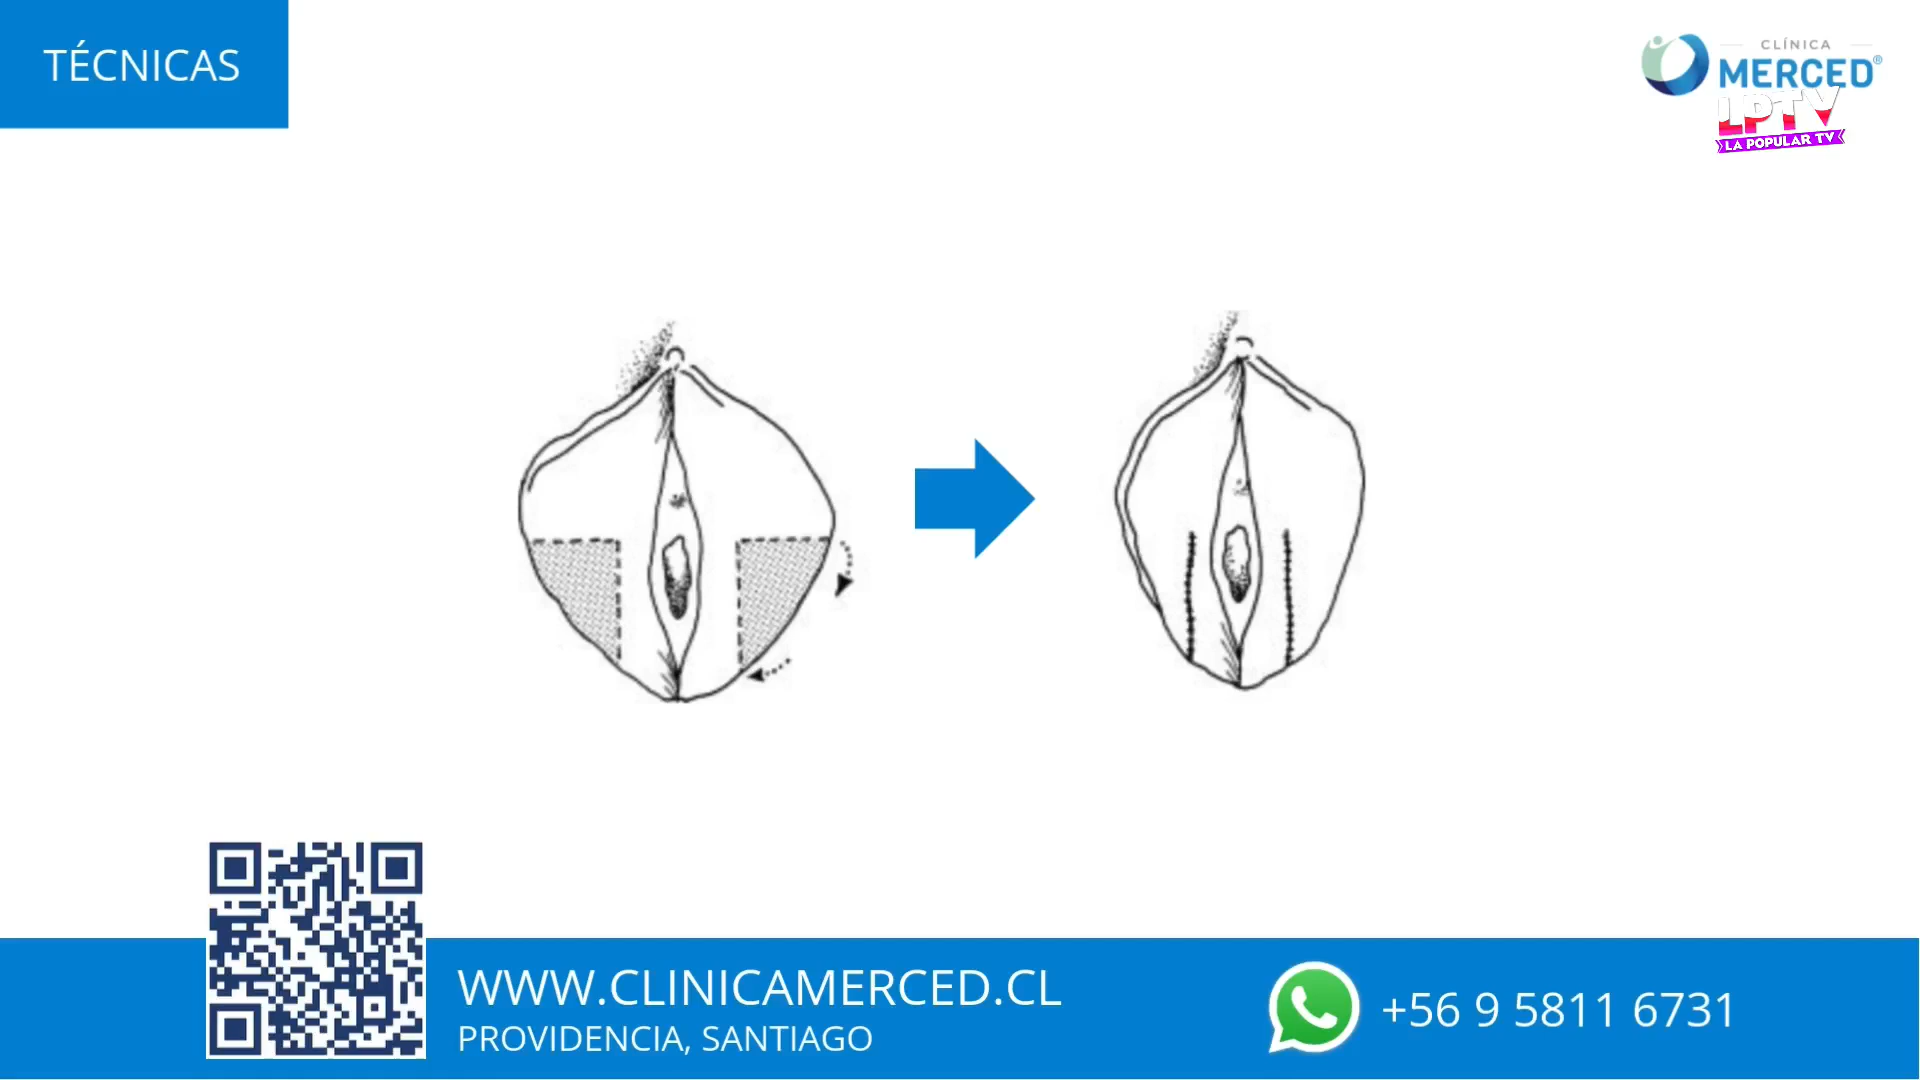 TÉCNICAS
CLÍNICA
MERCED®
LPTV
LA POPULAR TV
WWW.CLINICAMERCED.CL
PROVIDENCIA, SANTIAGO
+56 9 5811 6731